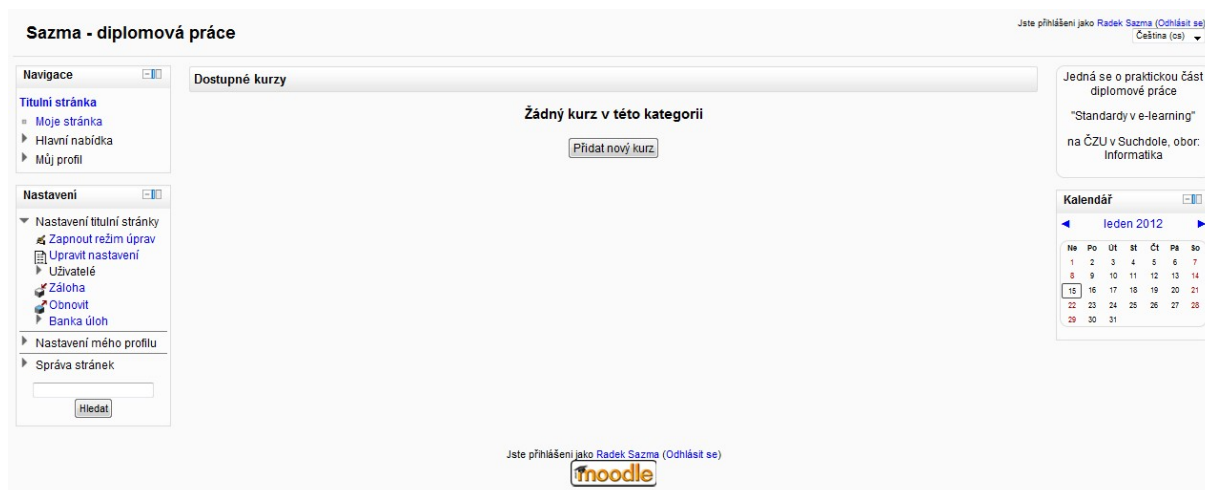 Sazma - diplomová práce
Jste přihlášeni jako Radek Sazma (Odhlásit se)
Čeština (cs)
Navigace
Titulní stránka
Moje stránka
Hlavní nabídka
Můj profil
Nastavení
Nastavení titulní stránky
Zapnout režim úprav
Upravit nastavení
Uživatelé
Záloha
Obnovit
Banka úloh
Nastavení mého profilu
Správa stránek
Hledat
Dostupné kurzy
Žádný kurz v této kategorii
Přidat nový kurz
Jedná se o praktickou část
diplomové práce
"Standardy v e-learning"
na ČZU v Suchdole, obor:
Informatika
Kalendář
leden 2012
Ne Po Út St Čt Pá So
1 2 3 4 5 6 7
8 9 10 11 12 13 14
15 16 17 18 19 20 21
22 23 24 25 26 27 28
29 30 31
Jste přihlášeni jako Radek Sazma (Odhlásit se)
moodle